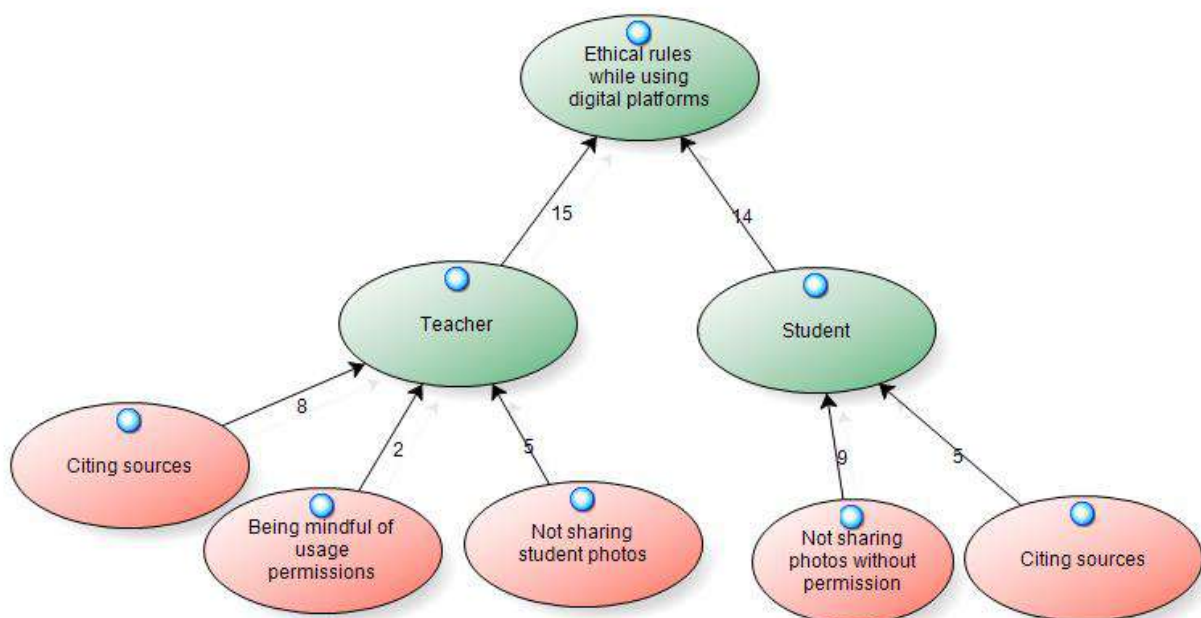 Ethical rules
while using
digital platforms
15
14
Teacher
Student
8
2
5
9
5
Citing sources
Being mindful of
usage
permissions
Not sharing
student photos
Not sharing
photos without
permission
Citing sources